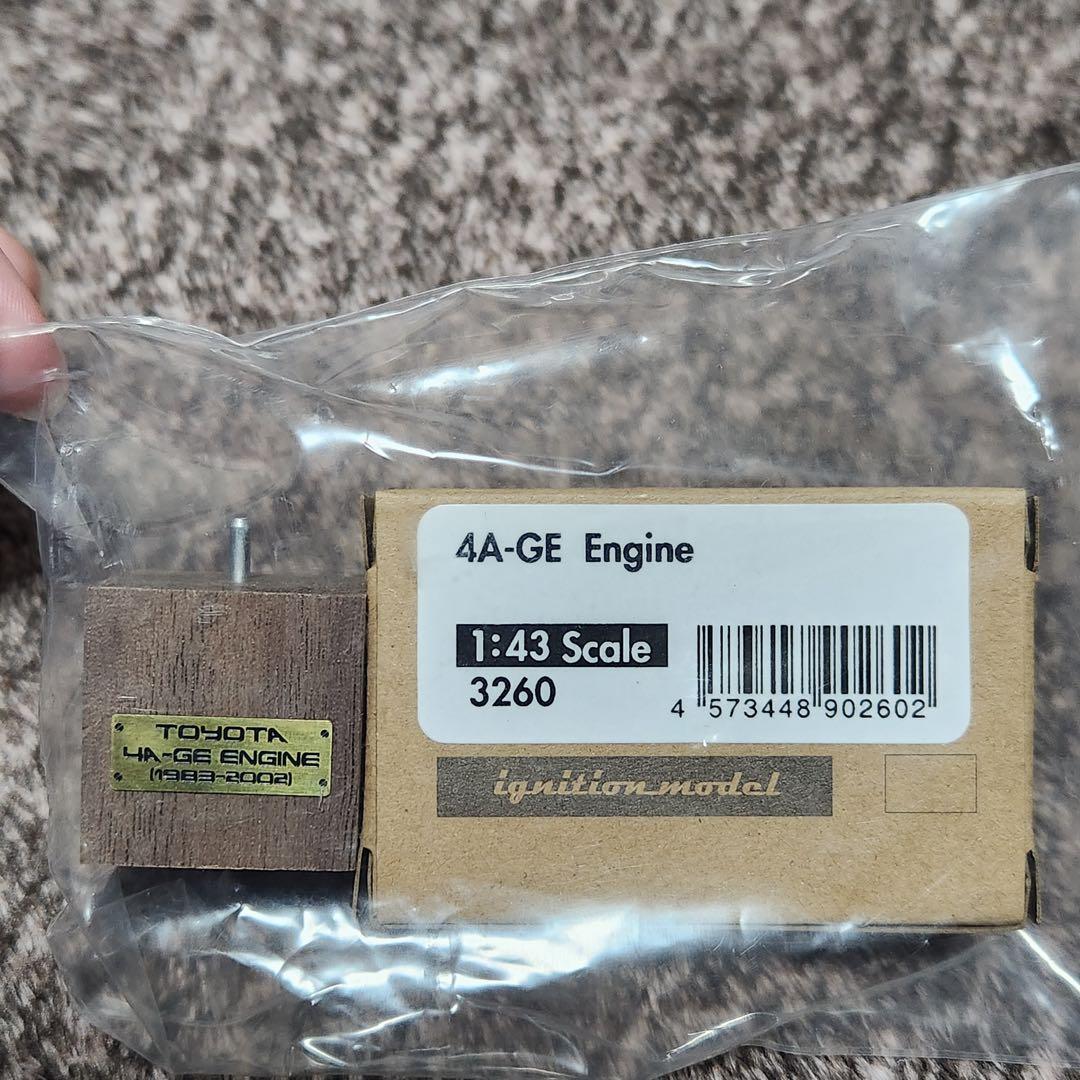 TOYOTA
4A-GE ENGINE
(1983-2002)
4A-GE Engine
1:43 Scale
3260
4 573448 902602
ignition model